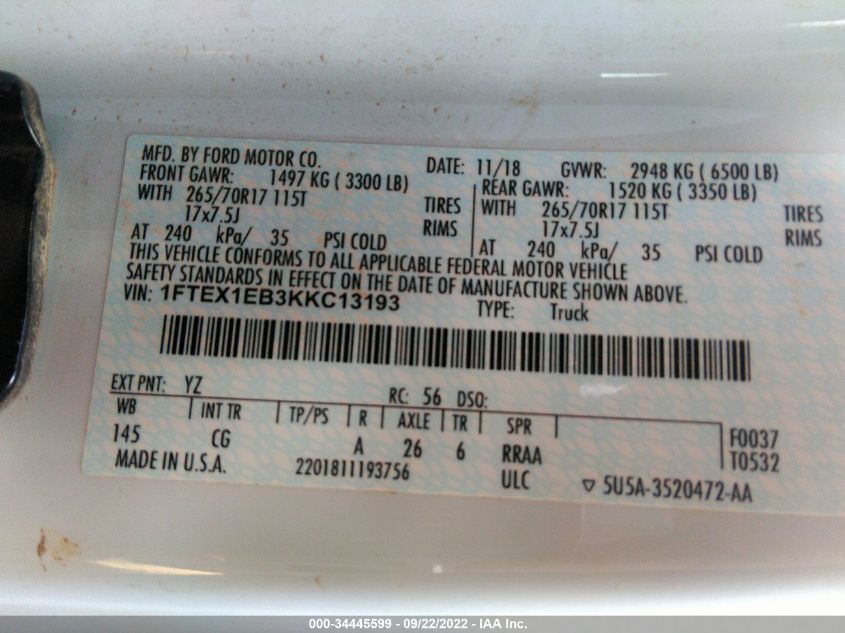 MFD. BY FORD MOTOR CO. DATE: 11/18 GVWR: 2948 KG ( 6500 LB)
FRONT GAWR: 1497 KG ( 3300 LB) REAR GAWR: 1520 KG ( 3350 LB)
WITH 265/70R17 115T TIRES WITH 265/70R17 115T TIRES
17x7.5J RIMS 17x7.5J RIMS
AT 240 kPa/ 35 PSI COLD AT 240 kPa/ 35 PSI COLD
THIS VEHICLE CONFORMS TO ALL APPLICABLE FEDERAL MOTOR VEHICLE
SAFETY STANDARDS IN EFFECT ON THE DATE OF MANUFACTURE SHOWN ABOVE.
VIN: 1FTEX1EB3KKC13193 TYPE: Truck
EXT PNT: YZ RC: 56 DSO:
WB INT TR TP/PS R AXLE TR SPR F0037
145 CG A 26 6 RRAA T0532
MADE IN U.S.A. 2201811193756 ULC ▽ 5U5A-3520472-AA
000-34445599 - 09/22/2022 - IAA Inc.